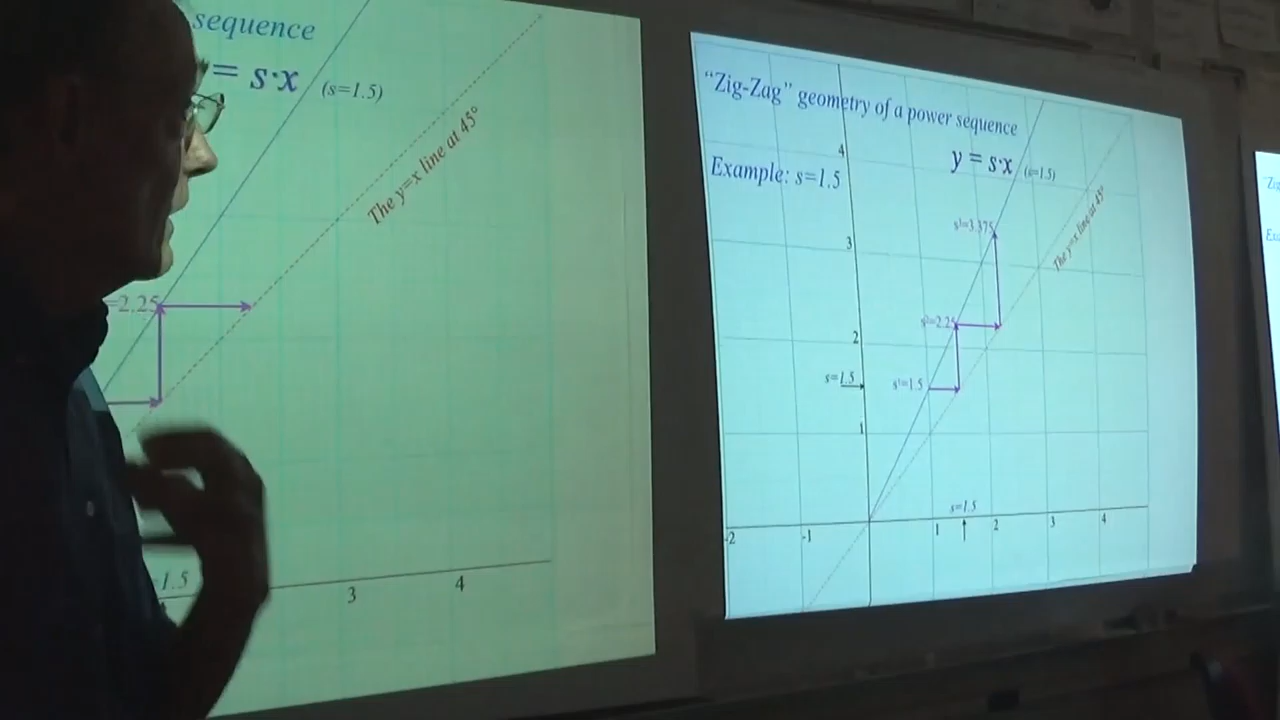 sequence
= s·x (s=1.5)
The y=x line at 45°
=2.25
=1.5
3
4
"Zig-Zag" geometry of a power sequence
Example: s=1.5
y = s·x (s=1.5)
The y=x line at 45°
4
3
2
1
s³=3.375
s²=2.25
s¹=1.5
s=1.5
s=1.5
-2
-1
1
2
3
4